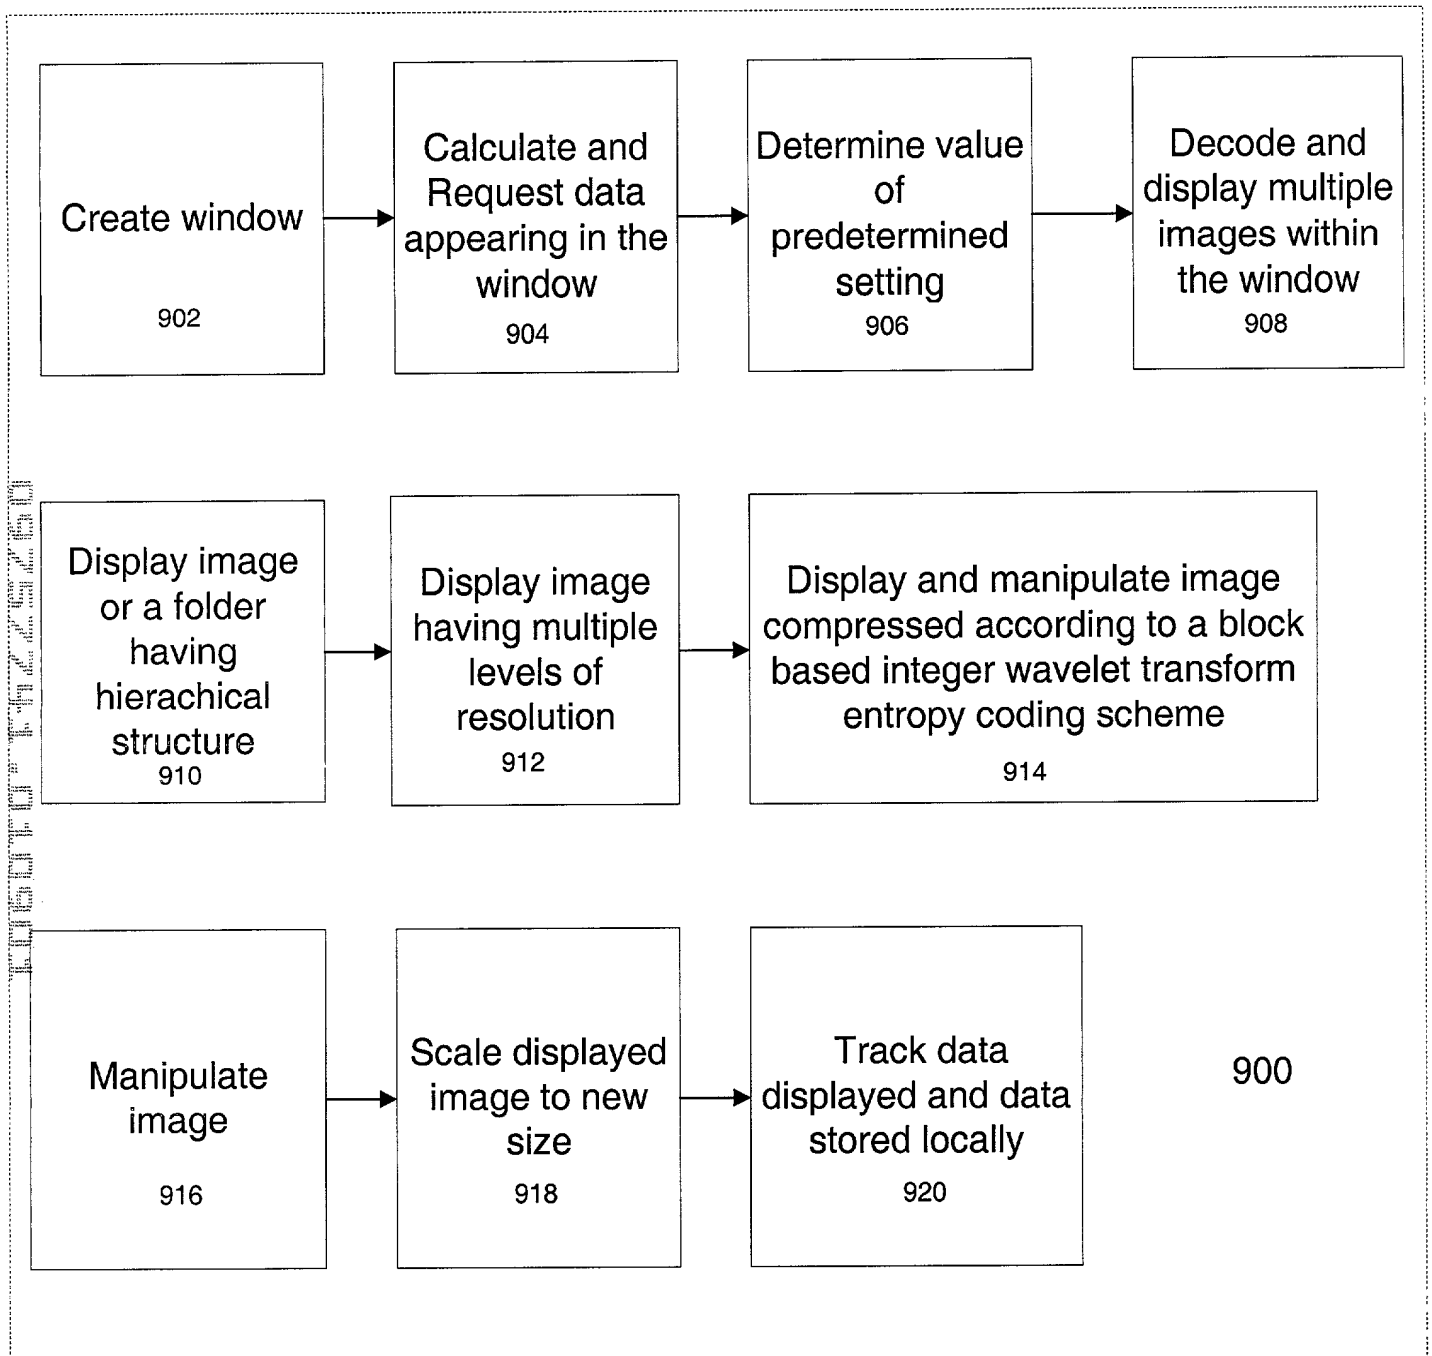 Create window
902
Calculate and
Request data
appearing in the
window
904
Determine value
of
predetermined
setting
906
Decode and
display multiple
images within
the window
908
Display image
or a folder
having
hierachical
structure
910
Display image
having multiple
levels of
resolution
912
Display and manipulate image
compressed according to a block
based integer wavelet transform
entropy coding scheme
914
Manipulate
image
916
Scale displayed
image to new
size
918
Track data
displayed and data
stored locally
920
900